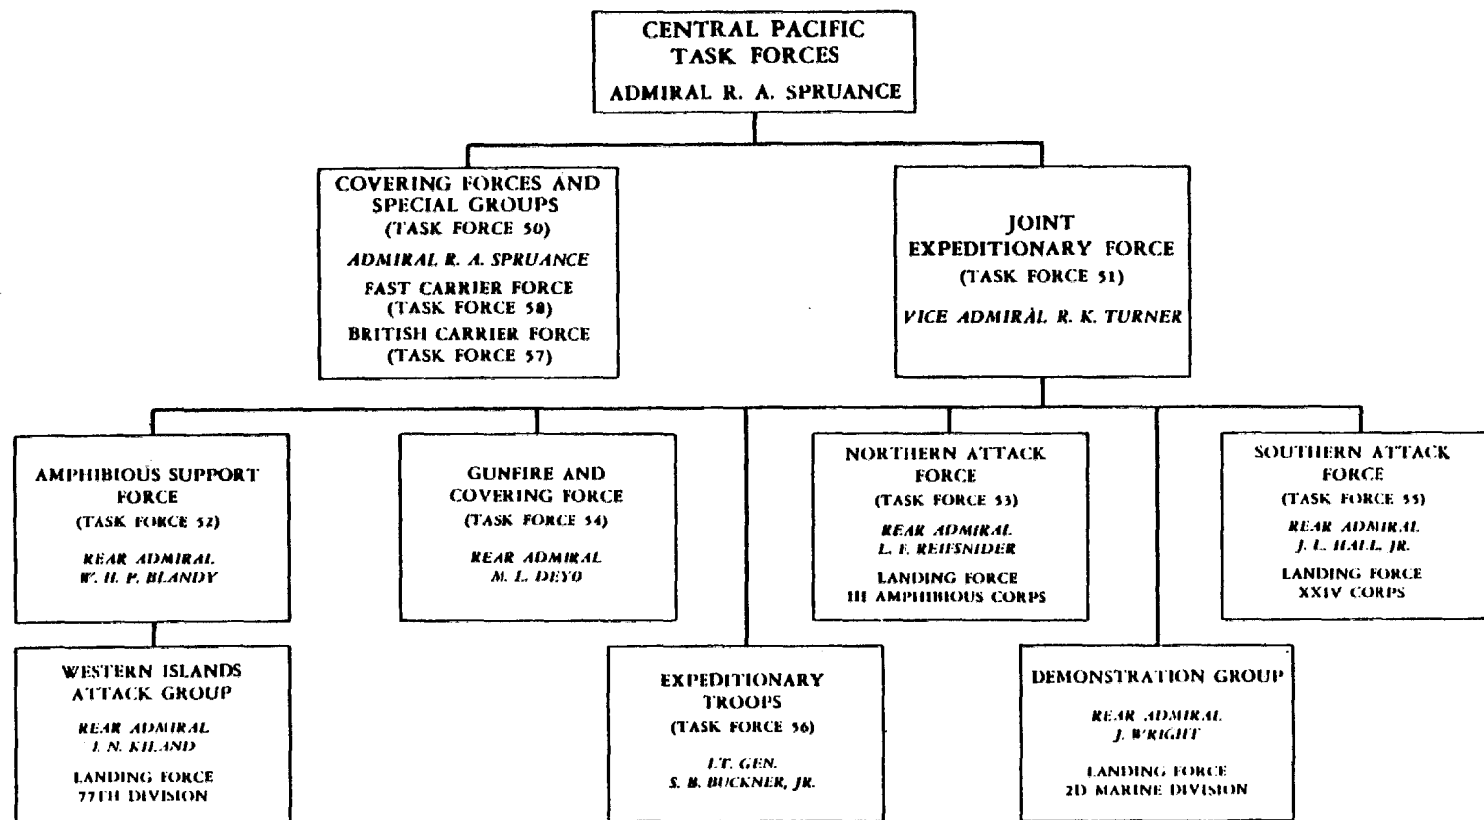 CENTRAL PACIFIC
TASK FORCES
ADMIRAL R. A. SPRUANCE
COVERING FORCES AND
SPECIAL GROUPS
(TASK FORCE 50)
ADMIRAL R. A. SPRUANCE
FAST CARRIER FORCE
(TASK FORCE 58)
BRITISH CARRIER FORCE
(TASK FORCE 57)
JOINT
EXPEDITIONARY FORCE
(TASK FORCE 51)
VICE ADMIRAL R. K. TURNER
AMPHIBIOUS SUPPORT
FORCE
(TASK FORCE 52)
REAR ADMIRAL
W. H. P. BLANDY
GUNFIRE AND
COVERING FORCE
(TASK FORCE 54)
REAR ADMIRAL
M. L. DEYO
NORTHERN ATTACK
FORCE
(TASK FORCE 53)
REAR ADMIRAL
L. F. REIFSNIDER
LANDING FORCE
III AMPHIBIOUS CORPS
SOUTHERN ATTACK
FORCE
(TASK FORCE 55)
REAR ADMIRAL
J. L. HALL, JR.
LANDING FORCE
XXIV CORPS
WESTERN ISLANDS
ATTACK GROUP
REAR ADMIRAL
I. N. KILAND
LANDING FORCE
77TH DIVISION
EXPEDITIONARY
TROOPS
(TASK FORCE 56)
LT. GEN.
S. B. BUCKNER, JR.
DEMONSTRATION GROUP
REAR ADMIRAL
J. WRIGHT
LANDING FORCE
2D MARINE DIVISION